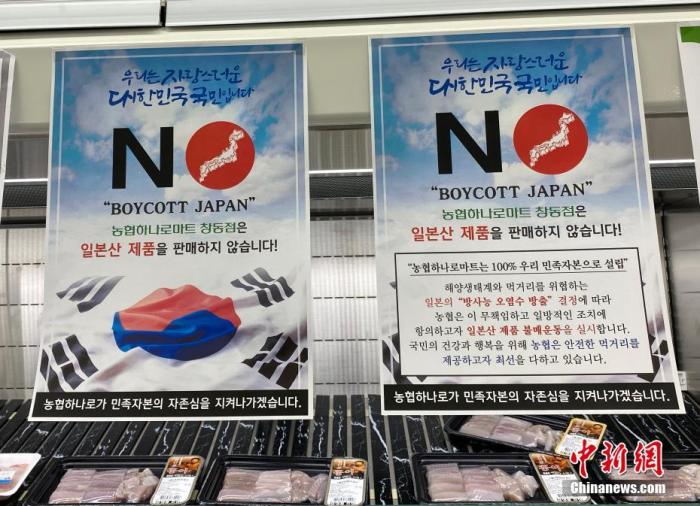 우리는 자랑스러운
대한민국 국민입니다
NO
"BOYCOTT JAPAN"
농협하나로마트 창동점은
일본산 제품을 판매하지 않습니다!
농협하나로가 민족자본의 자존심을 지켜나가겠습니다.
우리는 자랑스러운
대한민국 국민입니다
NO
"BOYCOTT JAPAN"
농협하나로마트 창동점은
일본산 제품을 판매하지 않습니다!
"농협하나로마트는 100% 우리 민족자본으로 설립"
해양생태계와 먹거리를 위협하는
일본의 "방사능 오염수 방출" 결정에 따라
농협은 이 무책임하고 일방적인 조치에
항의하고자 일본산 제품 불매운동을 실시합니다.
국민의 건강과 행복을 위해 농협은 안전한 먹거리를
제공하고자 최선을 다하고 있습니다.
농협하나로가 민족자본의 자존심을 지켜나가겠습니다.
中新网
Chinanews.com